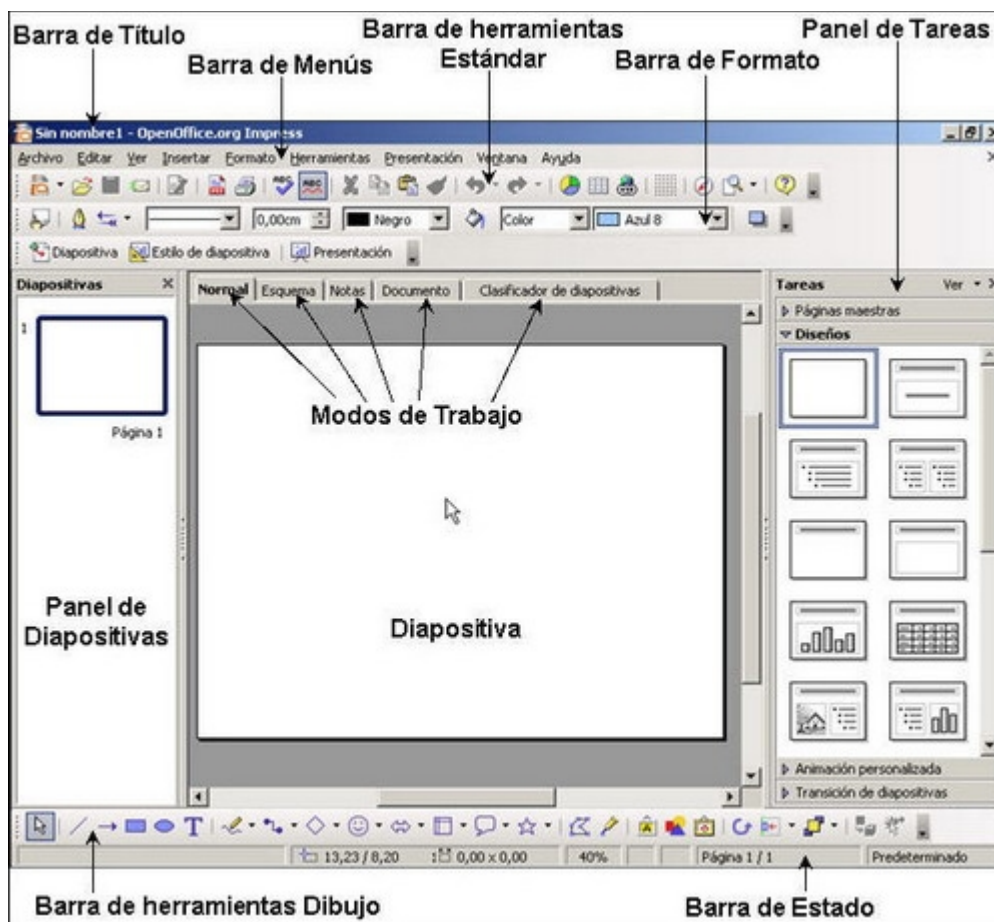 Barra de Título
Barra de Menús
Barra de herramientas
Estándar
Barra de Formato
Panel de Tareas
Sin nombre1 - OpenOffice.org Impress
Archivo Editar Ver Insertar Formato Herramientas Presentación Ventana Ayuda
0,00cm Negro Color Azul 8
Diapositiva Estilo de diapositiva Presentación
Diapositivas
Normal Esquema Notas Documento Clasificador de diapositivas
Tareas Ver
Páginas maestras
Diseños
1
Página 1
Modos de Trabajo
Panel de
Diapositivas
Diapositiva
Animación personalizada
Transición de diapositivas
13,23 / 8,20 0,00 x 0,00 40% Página 1 / 1 Predeterminado
Barra de herramientas Dibujo
Barra de Estado